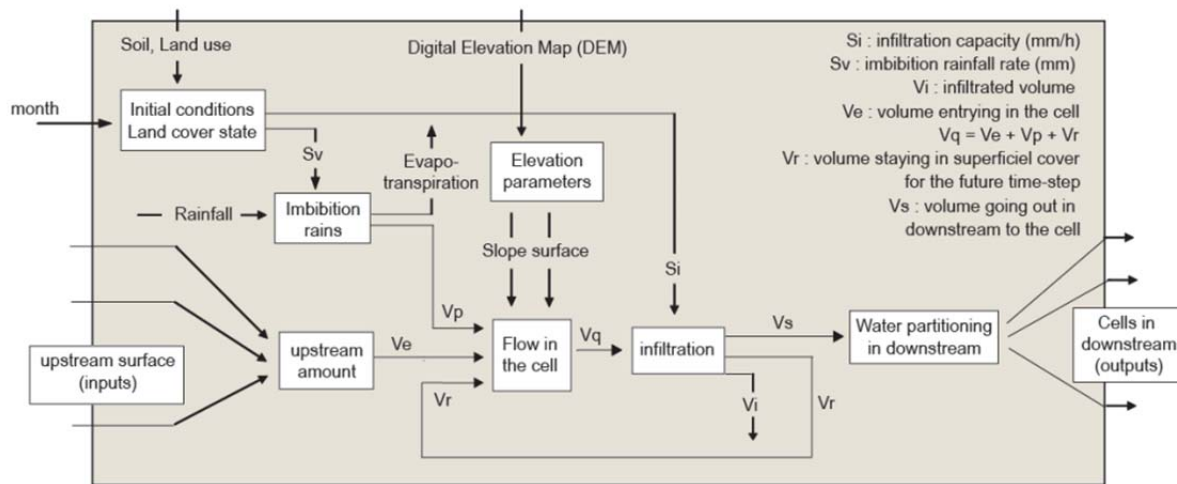 Soil, Land use
Digital Elevation Map (DEM)
Si : infiltration capacity (mm/h)
Sv : imbibition rainfall rate (mm)
Vi : infiltrated volume
Ve : volume entrying in the cell
Vq = Ve + Vp + Vr
Vr : volume staying in superficiel cover
for the future time-step
Vs : volume going out in
downstream to the cell
month
Initial conditions
Land cover state
Sv
Evapo-
transpiration
Elevation
parameters
Rainfall
Imbibition
rains
Slope surface
Si
Vp
upstream surface
(inputs)
upstream
amount
Ve
Vr
Flow in
the cell
Vq
infiltration
Vs
Vi
Vr
Water partitioning
in downstream
Cells in
downstream
(outputs)